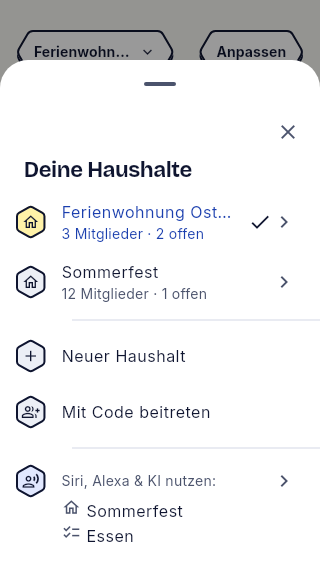 Ferienwohn...
Anpassen
Deine Haushalte
Ferienwohnung Ost...
3 Mitglieder · 2 offen
Sommerfest
12 Mitglieder · 1 offen
Neuer Haushalt
Mit Code beitreten
Siri, Alexa & KI nutzen:
Sommerfest
Essen